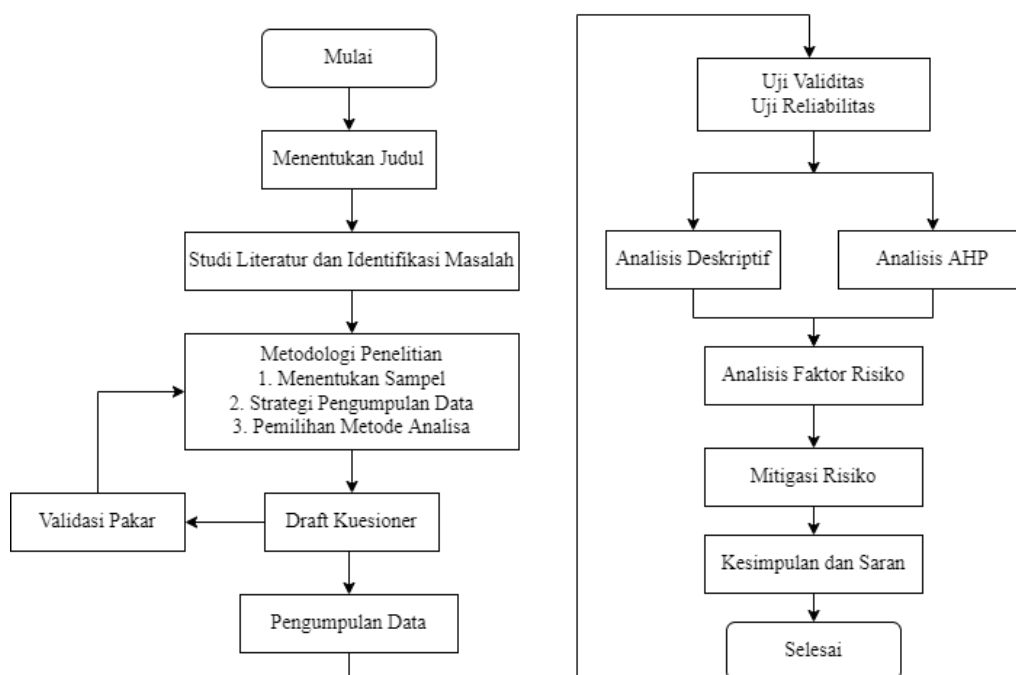 Mulai
Menentukan Judul
Studi Literatur dan Identifikasi Masalah
Metodologi Penelitian
1. Menentukan Sampel
2. Strategi Pengumpulan Data
3. Pemilihan Metode Analisa
Validasi Pakar
Draft Kuesioner
Pengumpulan Data
Uji Validitas
Uji Reliabilitas
Analisis Deskriptif
Analisis AHP
Analisis Faktor Risiko
Mitigasi Risiko
Kesimpulan dan Saran
Selesai